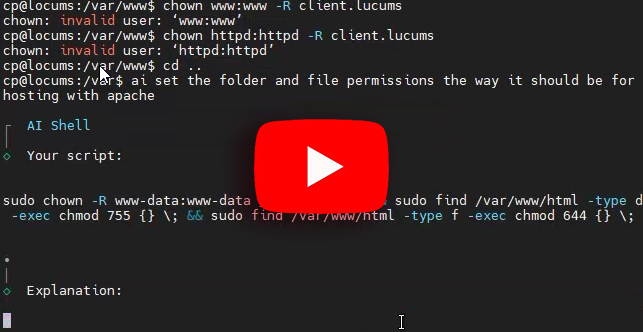 cp@locums:/var/www$ chown www:www -R client.lucums
chown: invalid user: ‘www:www’
cp@locums:/var/www$ chown httpd:httpd -R client.lucums
chown: invalid user: ‘httpd:httpd’
cp@locums:/var/www$ cd ..
cp@locums:/var$ ai set the folder and file permissions the way it should be for
hosting with apache
AI Shell
Your script:
sudo chown -R www-data:www-data sudo find /var/www/html -type d
-exec chmod 755 {} \; && sudo find /var/www/html -type f -exec chmod 644 {} \;
Explanation: